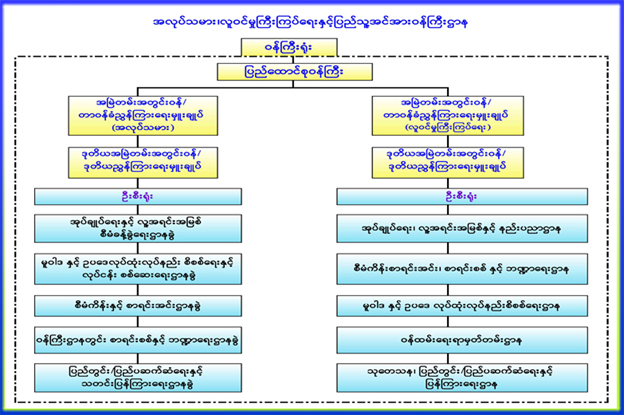 အလုပ်သမား၊လူဝင်မှုကြီးကြပ်ရေးနှင့်ပြည်သူ့အင်အားဝန်ကြီးဌာန
ဝန်ကြီးရုံး
ပြည်ထောင်စုဝန်ကြီး
အမြဲတမ်းအတွင်းဝန်/
တာဝန်ခံညွှန်ကြားရေးမှူးချုပ်
(အလုပ်သမား)
ဒုတိယအမြဲတမ်းအတွင်းဝန်/
ဒုတိယညွှန်ကြားရေးမှူးချုပ်
ဦးစီးရုံး
အုပ်ချုပ်ရေးနှင့် လူ့အရင်းအမြစ်
စီမံခန့်ခွဲရေးဌာနခွဲ
မူဝါဒ နှင့် ဥပဒေလုပ်ထုံးလုပ်နည်း စိစစ်ရေးနှင့်
လုပ်ငန်း စစ်ဆေးရေးဌာနခွဲ
စီမံကိန်းနှင့် စာရင်းအင်းဌာနခွဲ
ဝန်ကြီးဌာနတွင်း စာရင်းစစ်နှင့် ဘဏ္ဍာရေးဌာနခွဲ
ပြည်တွင်း/ပြည်ပဆက်ဆံရေးနှင့်
သတင်းပြန်ကြားရေးဌာနခွဲ
အမြဲတမ်းအတွင်းဝန်/
တာဝန်ခံညွှန်ကြားရေးမှူးချုပ်
(လူဝင်မှုကြီးကြပ်ရေး)
ဒုတိယအမြဲတမ်းအတွင်းဝန်/
ဒုတိယညွှန်ကြားရေးမှူးချုပ်
ဦးစီးရုံး
အုပ်ချုပ်ရေး၊ လူ့အရင်းအမြစ်နှင့် နည်းပညာဌာန
စီမံကိန်းစာရင်းအင်း၊ စာရင်းစစ် နှင့် ဘဏ္ဍာရေးဌာန
မူဝါဒ နှင့် ဥပဒေ လုပ်ထုံးလုပ်နည်းစိစစ်ရေးဌာန
ဝန်ထမ်းရေးရာမှတ်တမ်းဌာန
သုတေသန၊ ပြည်တွင်း/ပြည်ပဆက်ဆံရေးနှင့်
ပြန်ကြားရေးဌာန